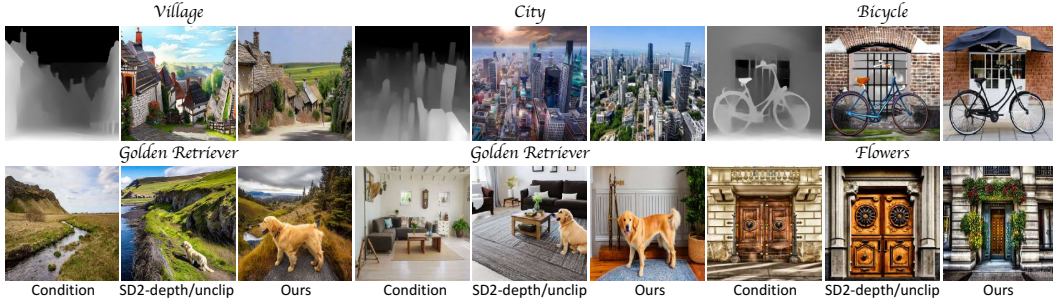 Village City Bicycle
Golden Retriever Golden Retriever Flowers
Condition SD2-depth/unclip Ours Condition SD2-depth/unclip Ours Condition SD2-depth/unclip Ours